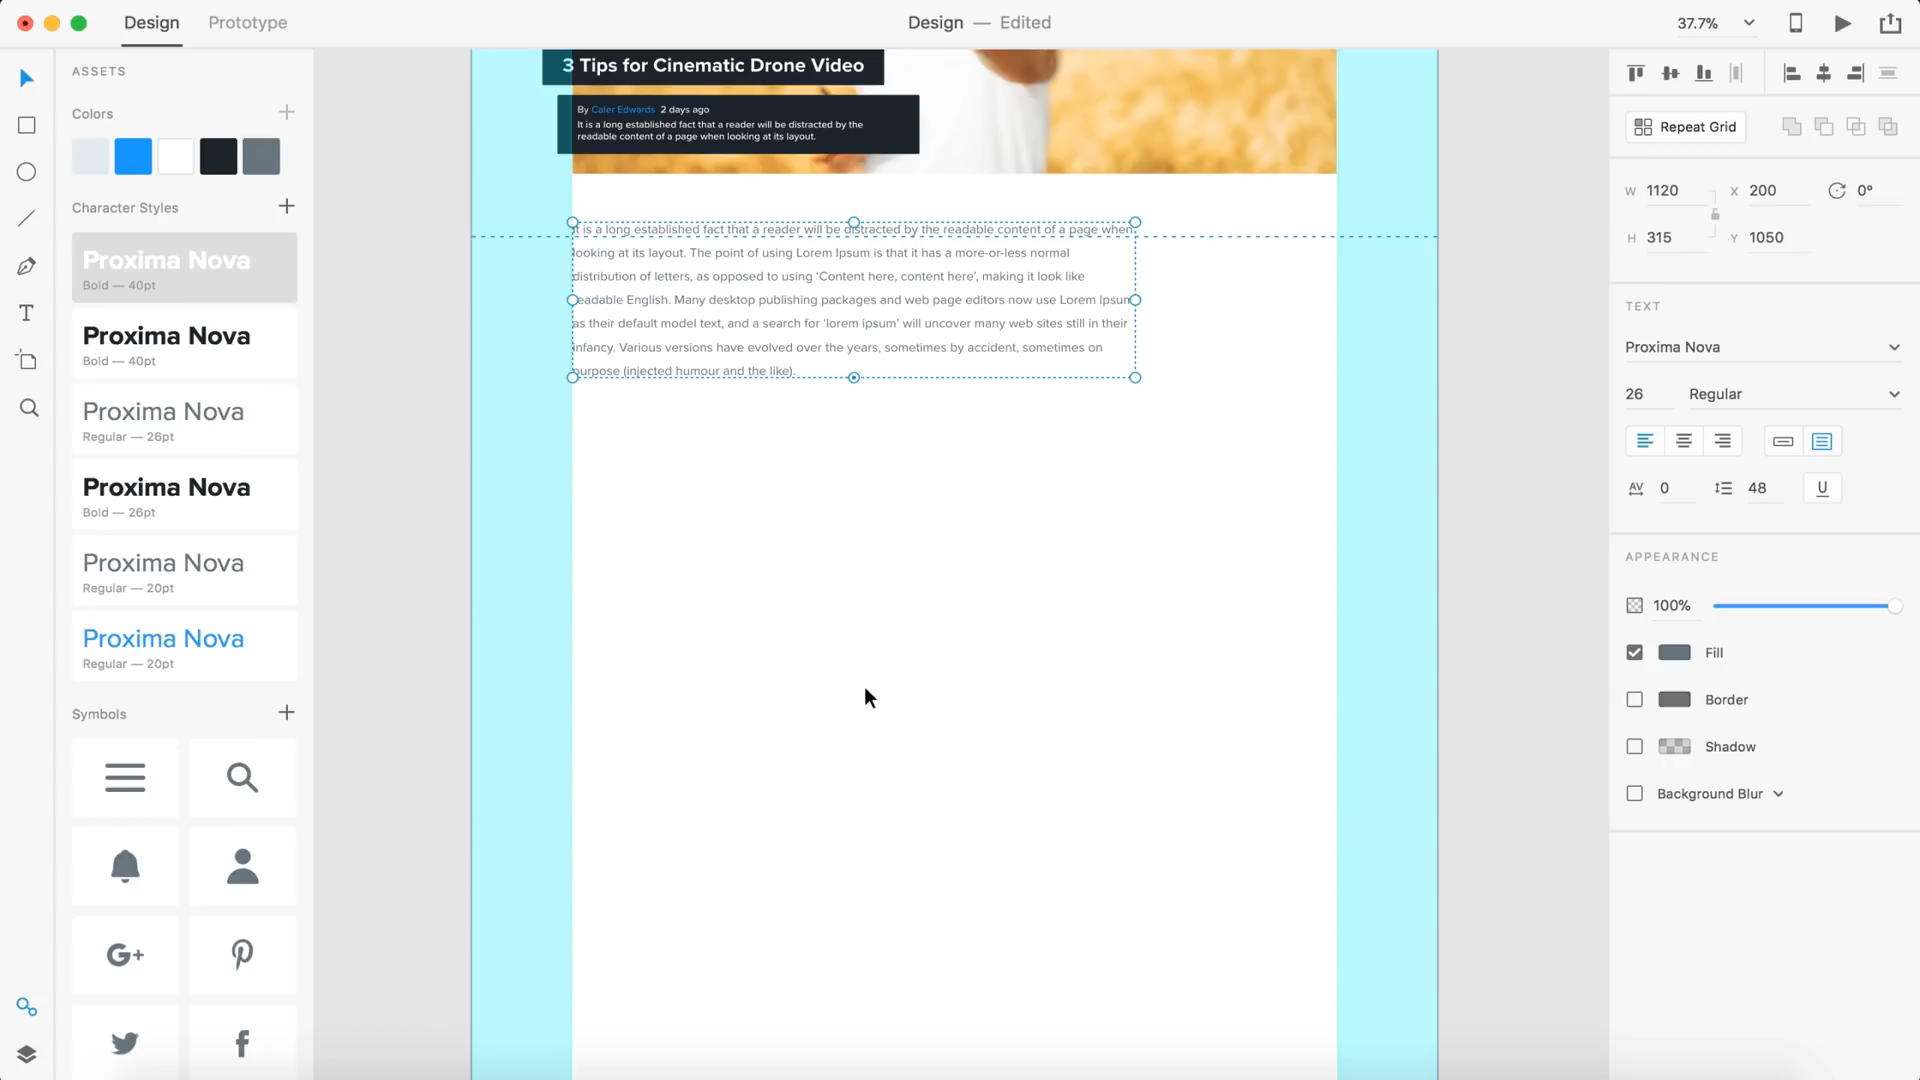 Design
Prototype
Design — Edited
37.7%
ASSETS
Colors
Character Styles
Proxima Nova
Bold — 40pt
Proxima Nova
Bold — 40pt
Proxima Nova
Regular — 26pt
Proxima Nova
Bold — 26pt
Proxima Nova
Regular — 20pt
Proxima Nova
Regular — 20pt
Symbols
G+
3 Tips for Cinematic Drone Video
By Caler Edwards 2 days ago
It is a long established fact that a reader will be distracted by the
readable content of a page when looking at its layout.
It is a long established fact that a reader will be distracted by the readable content of a page when
looking at its layout. The point of using Lorem Ipsum is that it has a more-or-less normal
distribution of letters, as opposed to using ‘Content here, content here’, making it look like
readable English. Many desktop publishing packages and web page editors now use Lorem Ipsum
as their default model text, and a search for ‘lorem ipsum’ will uncover many web sites still in their
infancy. Various versions have evolved over the years, sometimes by accident, sometimes on
purpose (injected humour and the like).
Repeat Grid
W 1120 X 200 0°
H 315 Y 1050
TEXT
Proxima Nova
26 Regular
AV 0 48 U
APPEARANCE
100%
Fill
Border
Shadow
Background Blur